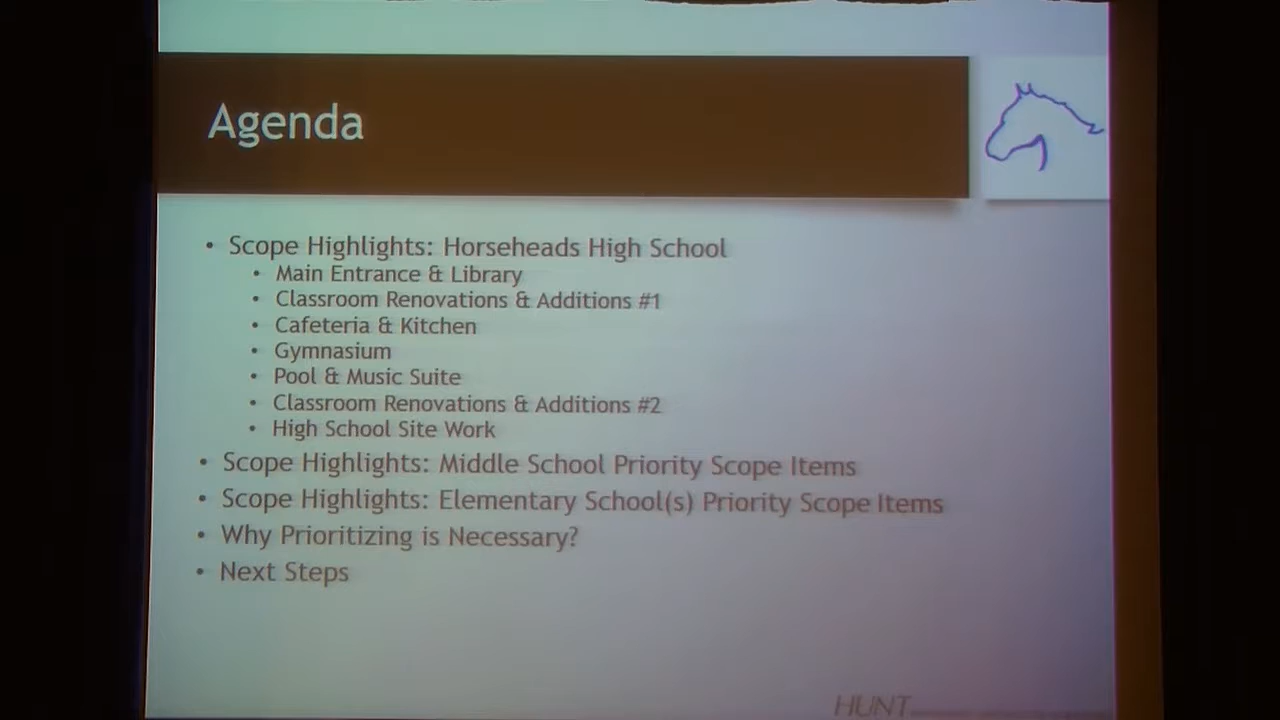 Agenda
• Scope Highlights: Horseheads High School
• Main Entrance & Library
• Classroom Renovations & Additions #1
• Cafeteria & Kitchen
• Gymnasium
• Pool & Music Suite
• Classroom Renovations & Additions #2
• High School Site Work
• Scope Highlights: Middle School Priority Scope Items
• Scope Highlights: Elementary School(s) Priority Scope Items
• Why Prioritizing is Necessary?
• Next Steps
HUNT